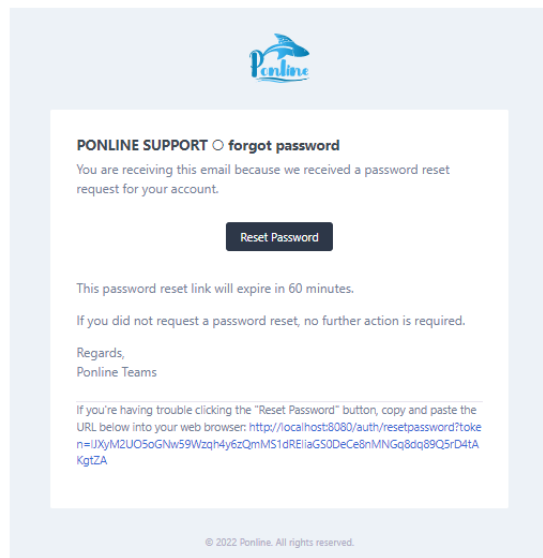 Ponline
PONLINE SUPPORT ○ forgot password
You are receiving this email because we received a password reset
request for your account.
Reset Password
This password reset link will expire in 60 minutes.
If you did not request a password reset, no further action is required.
Regards,
Ponline Teams
If you're having trouble clicking the "Reset Password" button, copy and paste the
URL below into your web browser: http://localhost:8080/auth/resetpassword?toke
n=IJXyM2UO5oGNw59Wzqh4y6zQmMS1dREIiaGS0DeCe8nMNGq8dq89Q5rD4tA
KgtZA
© 2022 Ponline. All rights reserved.